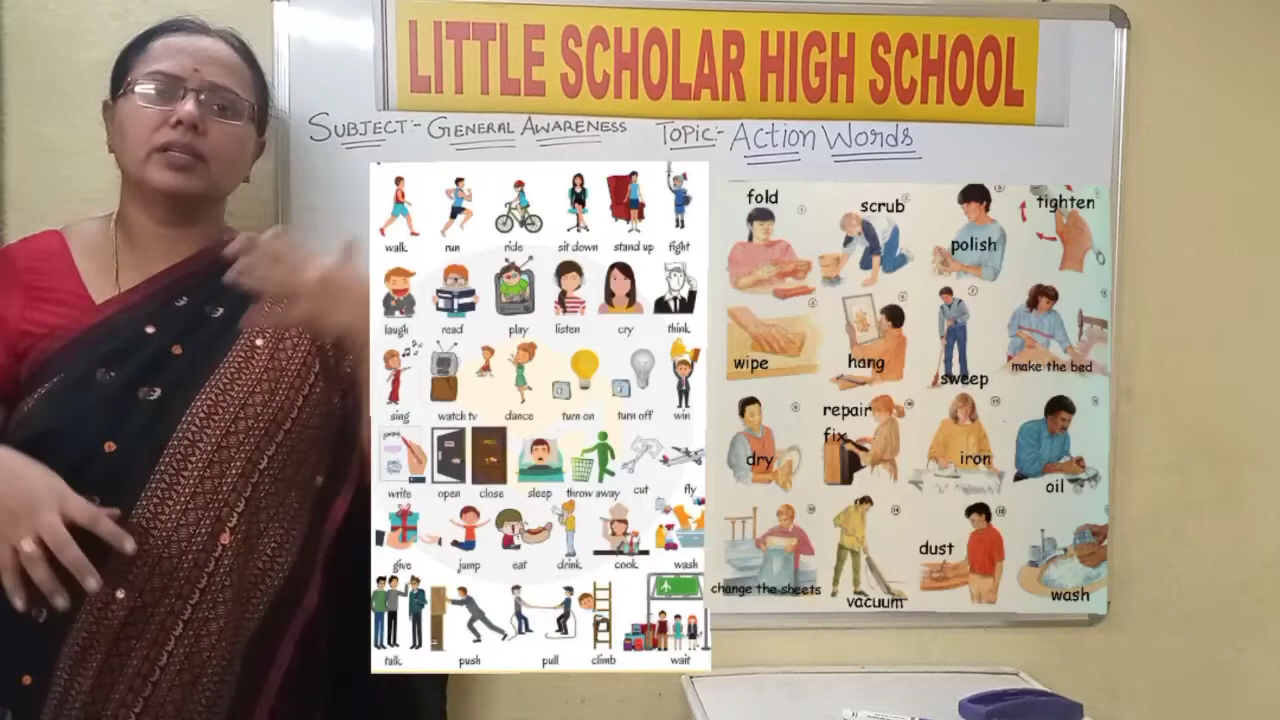 LITTLE SCHOLAR HIGH SCHOOL
SUBJECT:- GENERAL AWARENESS TOPIC:- ACTION WORDS
walk run ride sit down stand up fight
laugh read play listen cry think
sing watch tv dance turn on turn off win
write open close sleep throw away cut fly
give jump eat drink cook wash
talk push pull climb wait
fold scrub polish tighten
wipe hang sweep make the bed
dry repair fix iron oil
change the sheets vacuum dust wash